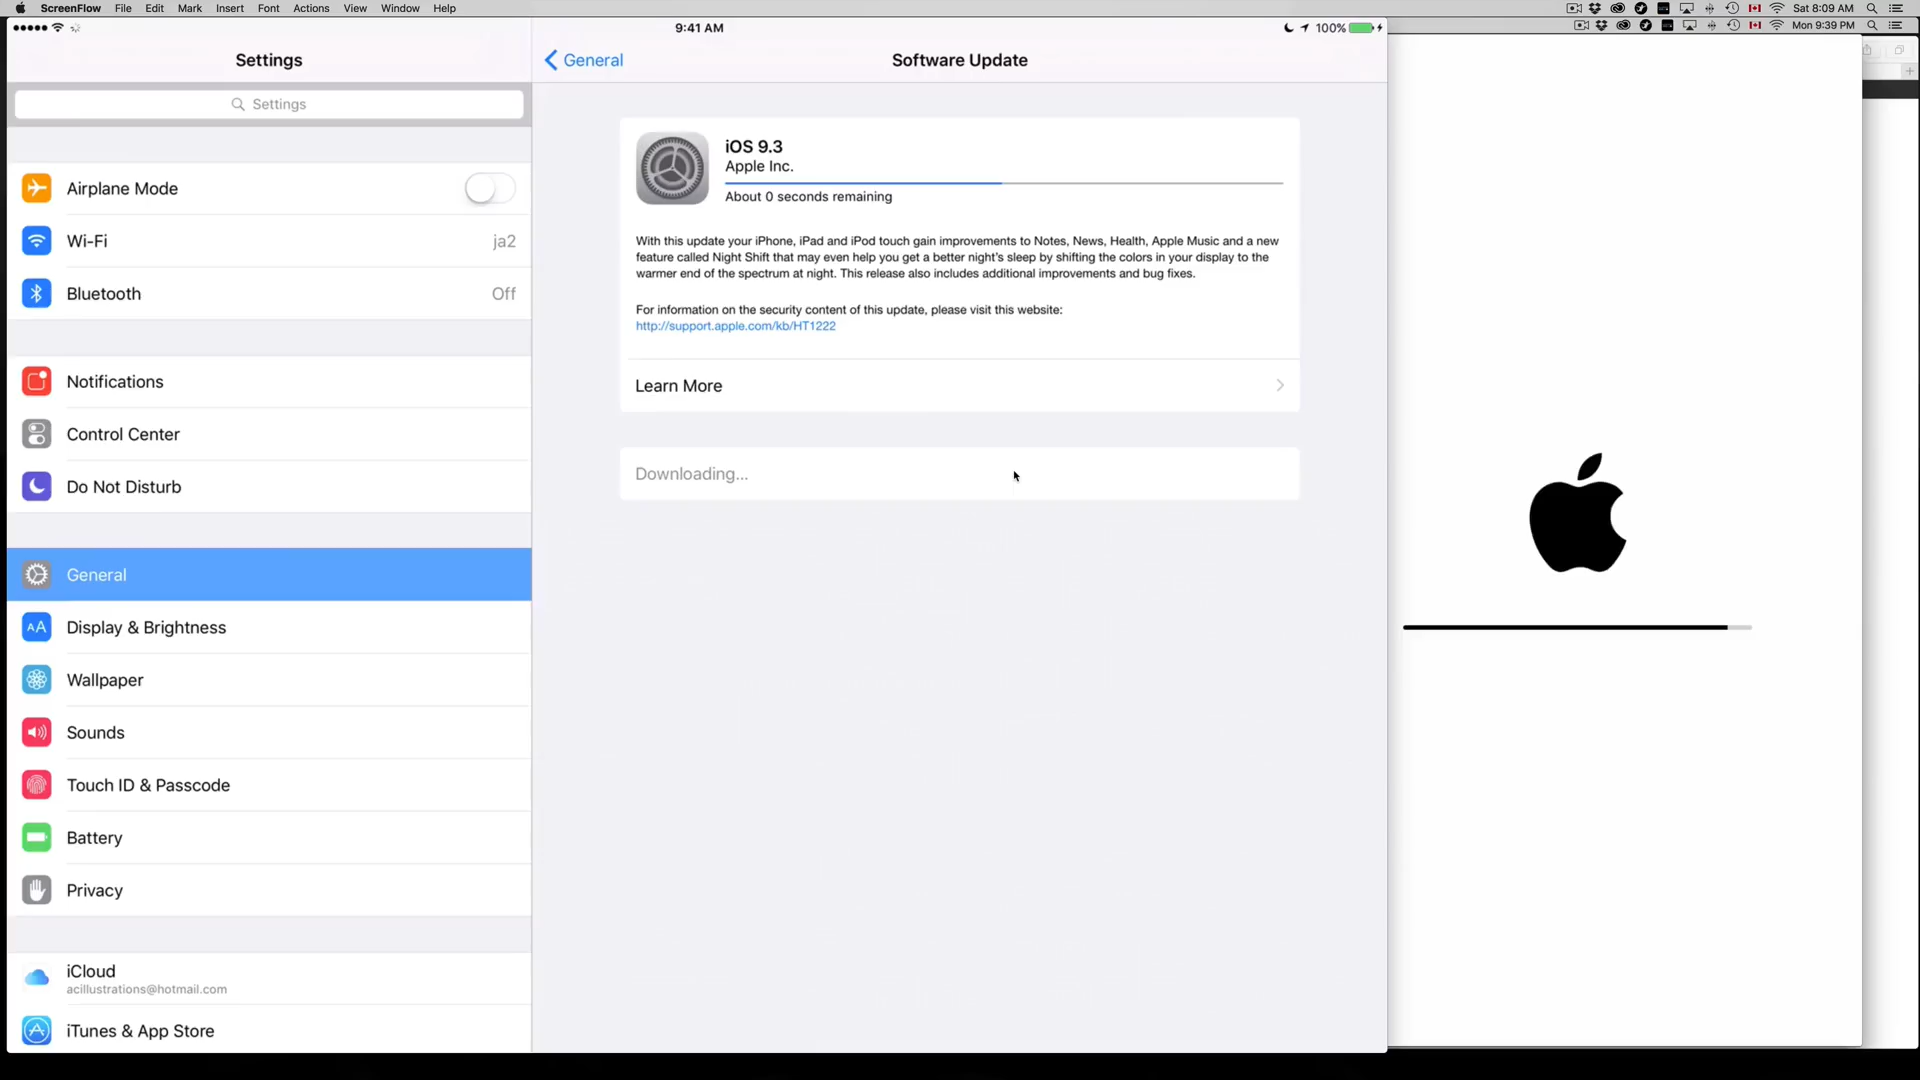 ScreenFlow File Edit Mark Insert Font Actions View Window Help
Sat 8:09 AM
Mon 9:39 PM
9:41 AM
100%
Settings
General
Software Update
Settings
Airplane Mode
Wi-Fi
ja2
Bluetooth
Off
Notifications
Control Center
Do Not Disturb
General
Display & Brightness
Wallpaper
Sounds
Touch ID & Passcode
Battery
Privacy
iCloud
acillustrations@hotmail.com
iTunes & App Store
iOS 9.3
Apple Inc.
About 0 seconds remaining
With this update your iPhone, iPad and iPod touch gain improvements to Notes, News, Health, Apple Music and a new
feature called Night Shift that may even help you get a better night's sleep by shifting the colors in your display to the
warmer end of the spectrum at night. This release also includes additional improvements and bug fixes.
For information on the security content of this update, please visit this website:
http://support.apple.com/kb/HT1222
Learn More
Downloading...